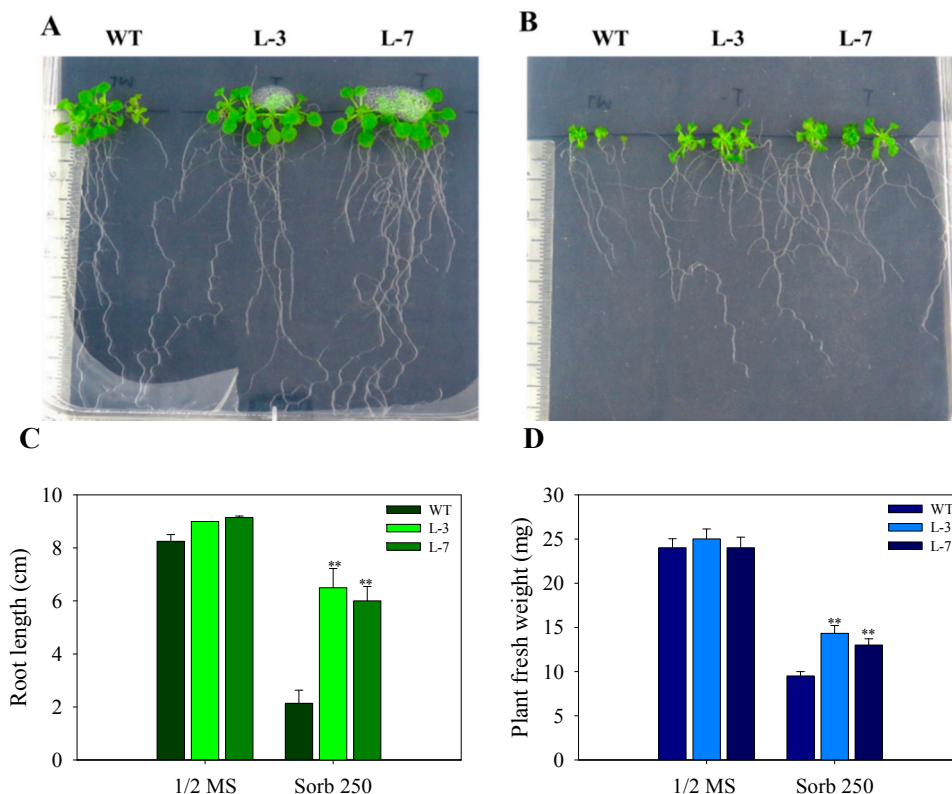 A
WT L-3 L-7
B
WT L-3 L-7
C
10
8
6
4
2
0
Root length (cm)
WT
L-3
L-7
** **
1/2 MS Sorb 250
D
30
25
20
15
10
5
0
Plant fresh weight (mg)
WT
L-3
L-7
** **
1/2 MS Sorb 250